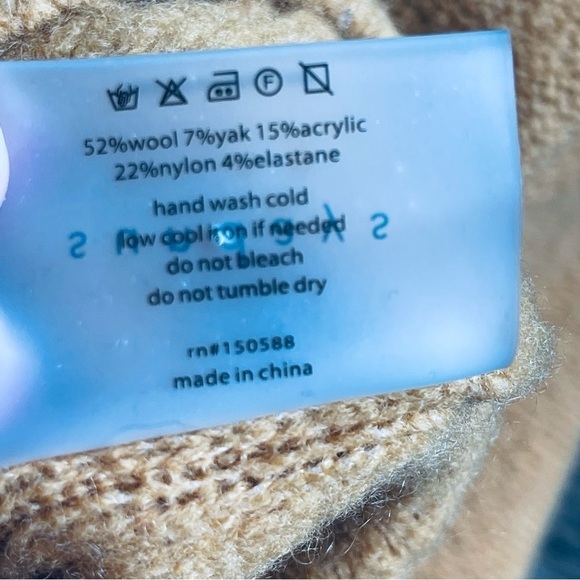 F
52%wool 7%yak 15%acrylic
22%nylon 4%elastane
hand wash cold
low cool iron if needed
do not bleach
do not tumble dry
rn#150588
made in china